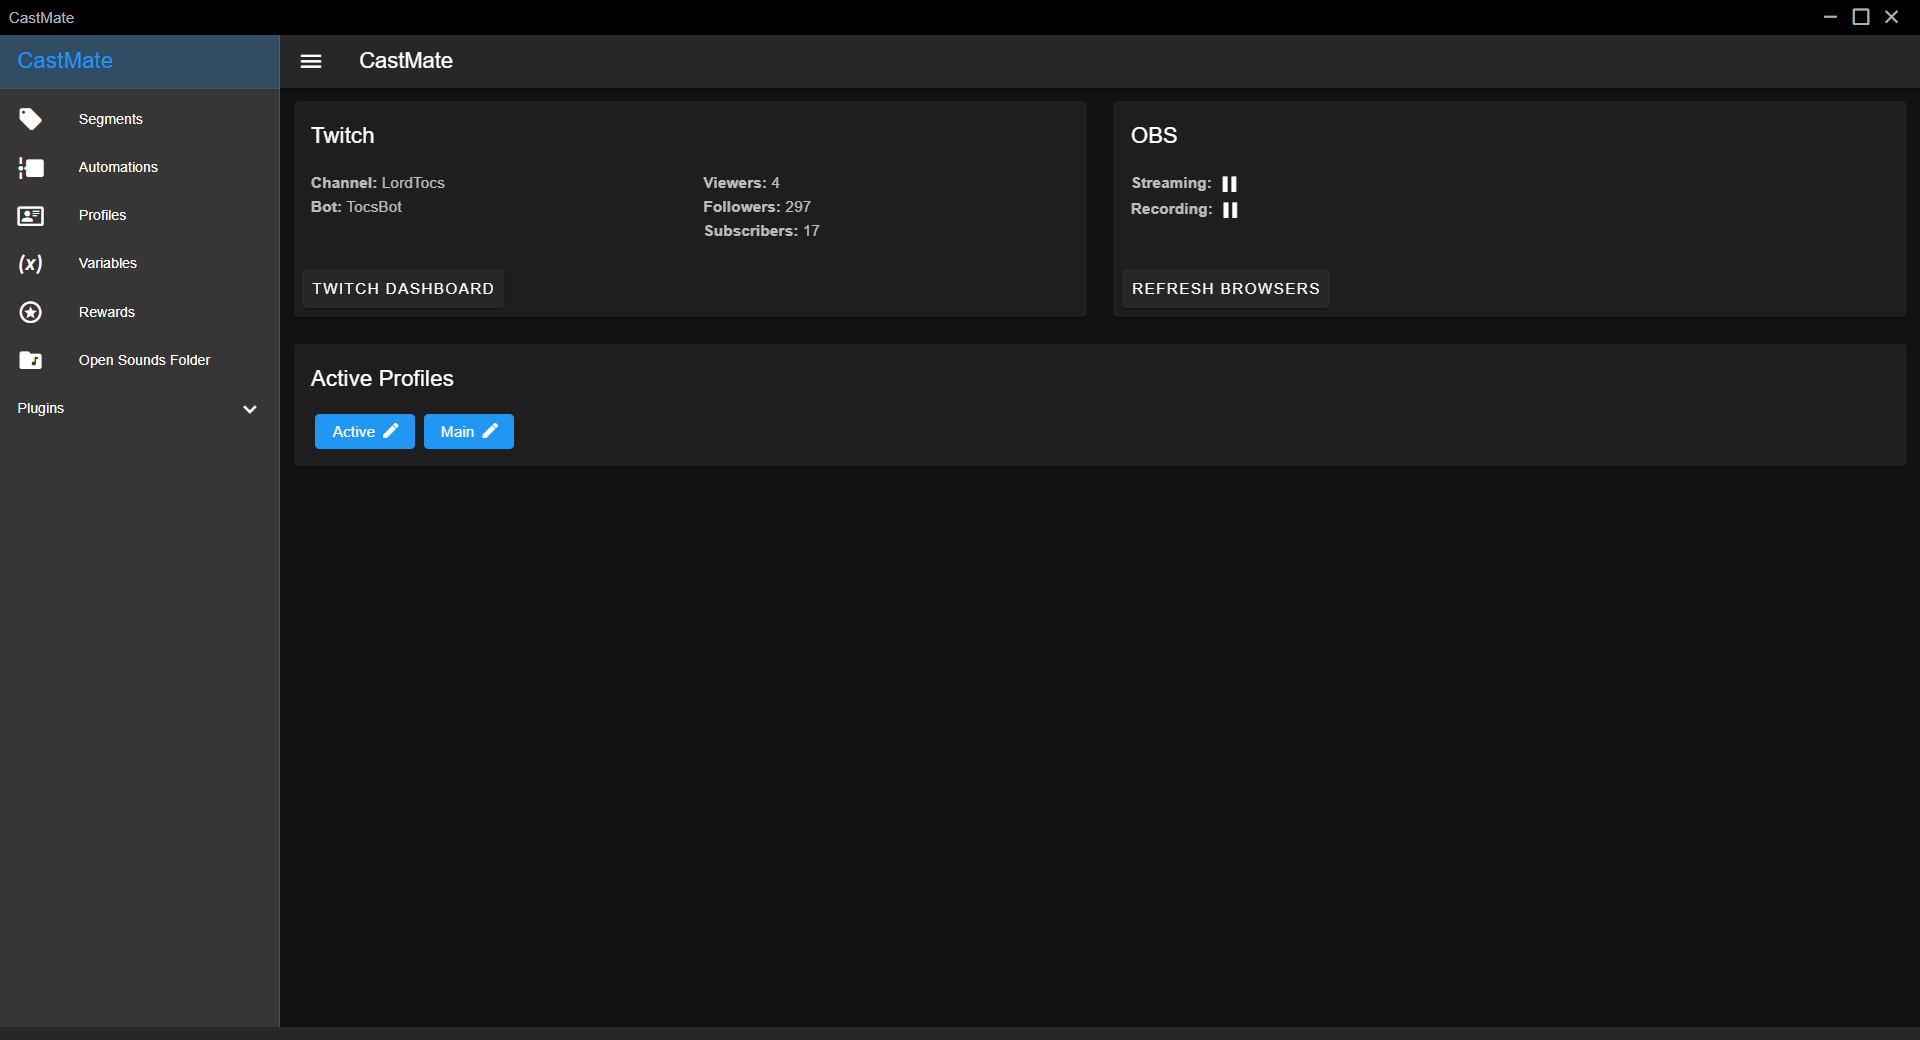 CastMate
CastMate
CastMate
Segments
Automations
Profiles
(x)
Variables
Rewards
Open Sounds Folder
Plugins
Twitch
Channel: LordTocs
Bot: TocsBot
Viewers: 4
Followers: 297
Subscribers: 17
TWITCH DASHBOARD
OBS
Streaming:
Recording:
REFRESH BROWSERS
Active Profiles
Active
Main